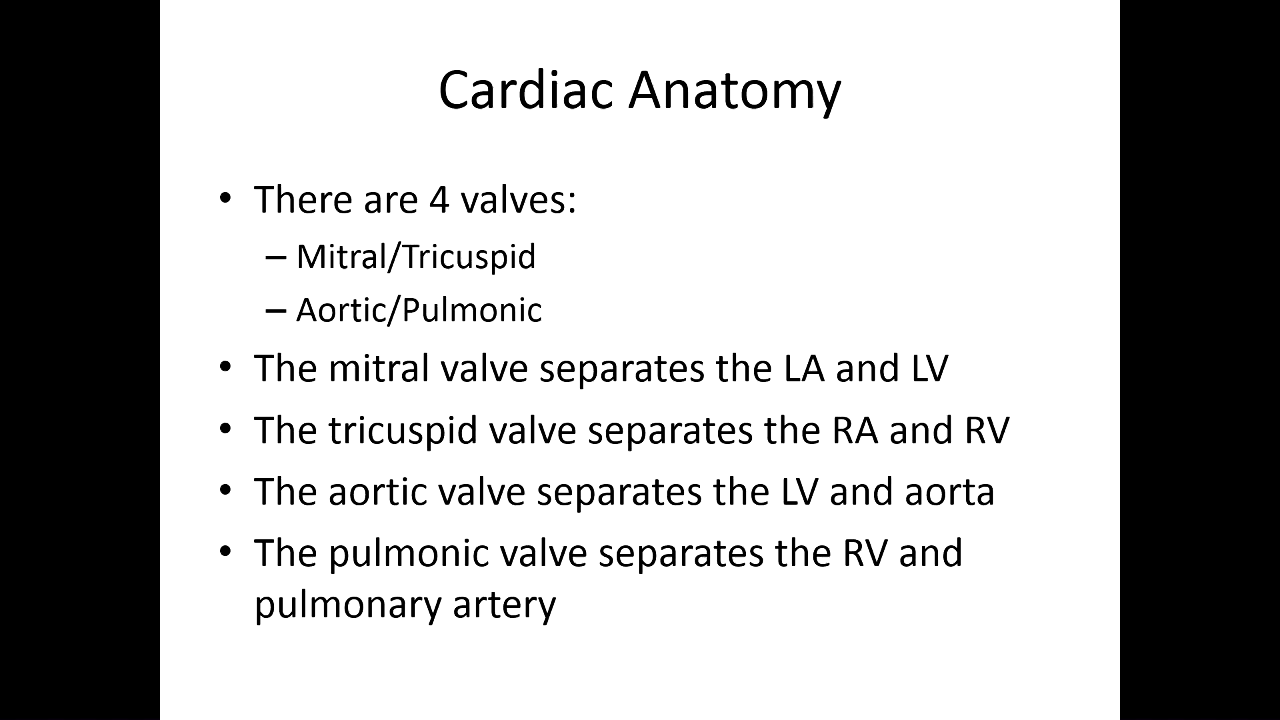 Cardiac Anatomy
• There are 4 valves:
– Mitral/Tricuspid
– Aortic/Pulmonic
• The mitral valve separates the LA and LV
• The tricuspid valve separates the RA and RV
• The aortic valve separates the LV and aorta
• The pulmonic valve separates the RV and
pulmonary artery